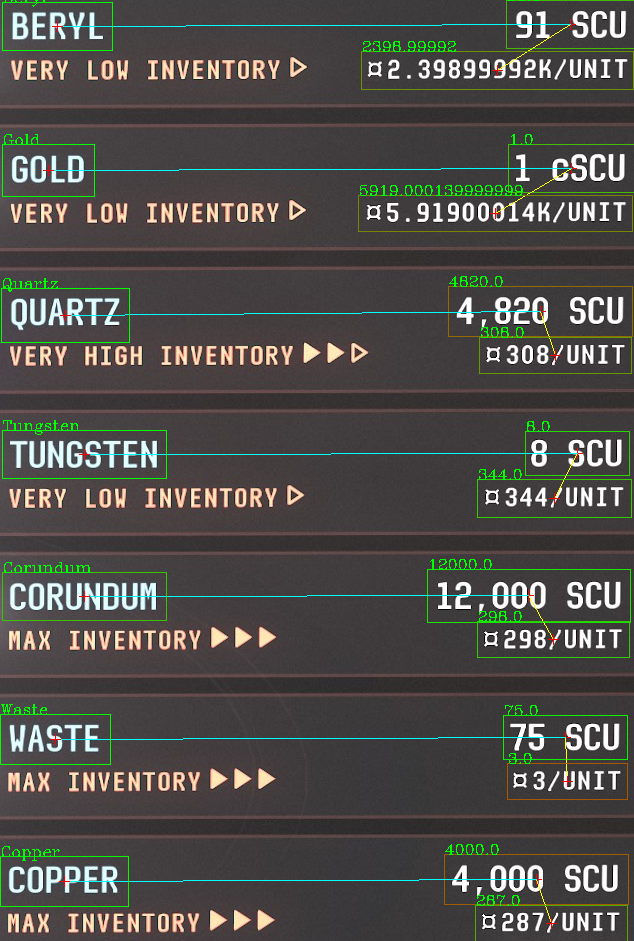 Beryl
BERYL 91 SCU
2398.99992
VERY LOW INVENTORY ¤2.39899992K/UNIT
Gold 1.0
GOLD 1 cSCU
5919.000139999999
VERY LOW INVENTORY ¤5.91900014K/UNIT
Quartz 4820.0
QUARTZ 4,820 SCU
308.0
VERY HIGH INVENTORY ¤308/UNIT
Tungsten 8.0
TUNGSTEN 8 SCU
344.0
VERY LOW INVENTORY ¤344/UNIT
Corundum 12000.0
CORUNDUM 12,000 SCU
298.0
MAX INVENTORY ¤298/UNIT
Waste 75.0
WASTE 75 SCU
3.0
MAX INVENTORY ¤3/UNIT
Copper 4000.0
COPPER 4,000 SCU
287.0
MAX INVENTORY ¤287/UNIT